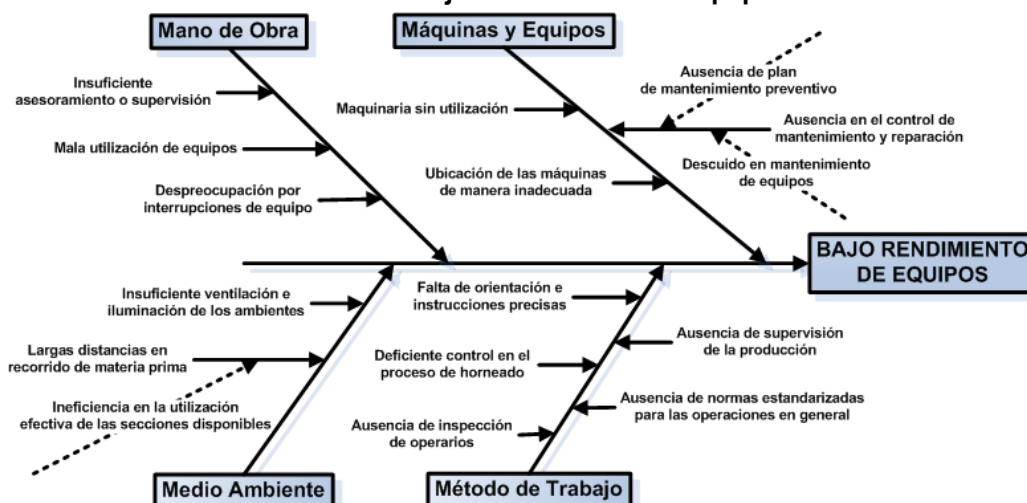 Mano de Obra
Máquinas y Equipos
Insuficiente
asesoramiento o supervisión
Mala utilización de equipos
Despreocupación por
interrupciones de equipo
Maquinaria sin utilización
Ubicación de las máquinas
de manera inadecuada
Ausencia de plan
de mantenimiento preventivo
Ausencia en el control de
mantenimiento y reparación
Descuido en mantenimiento
de equipos
BAJO RENDIMIENTO
DE EQUIPOS
Insuficiente ventilación e
iluminación de los ambientes
Largas distancias en
recorrido de materia prima
Ineficiencia en la utilización
efectiva de las secciones disponibles
Falta de orientación e
instrucciones precisas
Deficiente control en el
proceso de horneado
Ausencia de inspección
de operarios
Ausencia de supervisión
de la producción
Ausencia de normas estandarizadas
para las operaciones en general
Medio Ambiente
Método de Trabajo